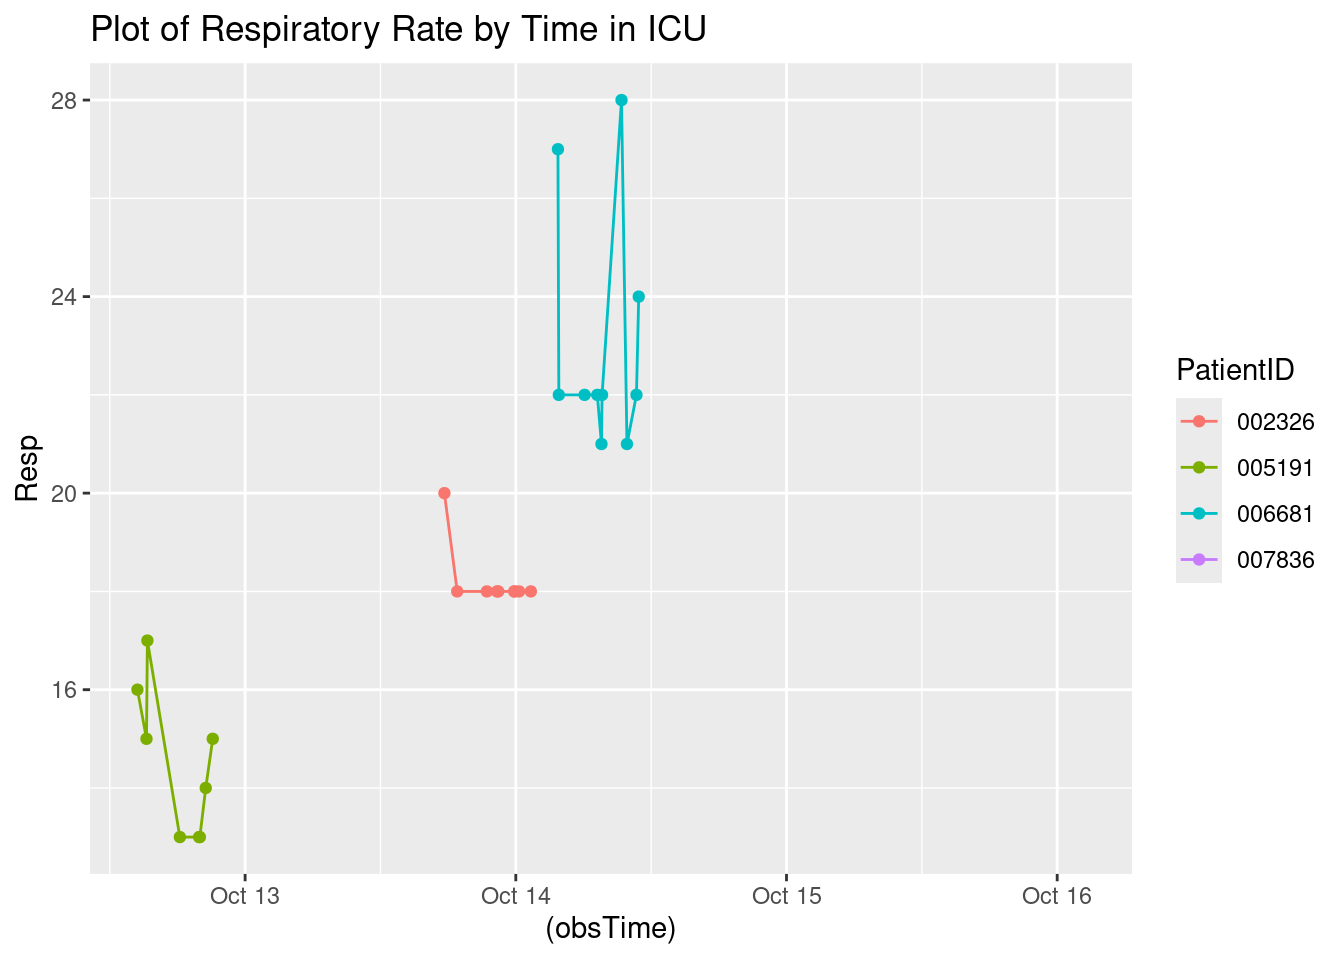 Plot of Respiratory Rate by Time in ICU
28
24
20
16
Resp
Oct 13
Oct 14
Oct 15
Oct 16
(obsTime)
PatientID
002326
005191
006681
007836